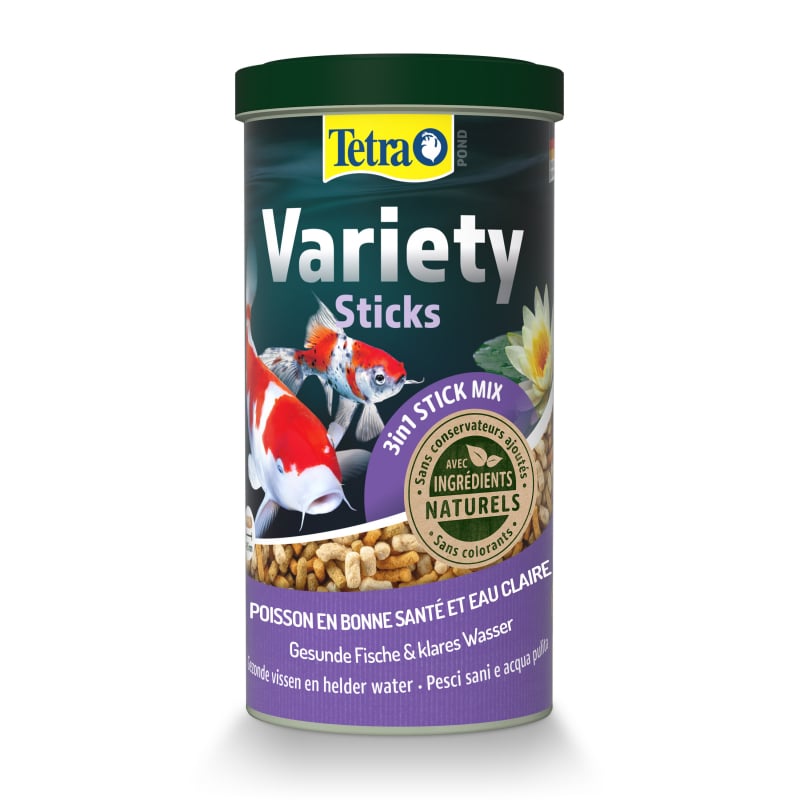 Tetra POND
Variety
Sticks
3in1 STICK MIX
Sans conservateurs ajoutés
AVEC
INGRÉDIENTS
NATURELS
Sans colorants
POISSON EN BONNE SANTÉ ET EAU CLAIRE
Gesunde Fische & klares Wasser
vissen en helder water · Pesci sani e acqua pulita